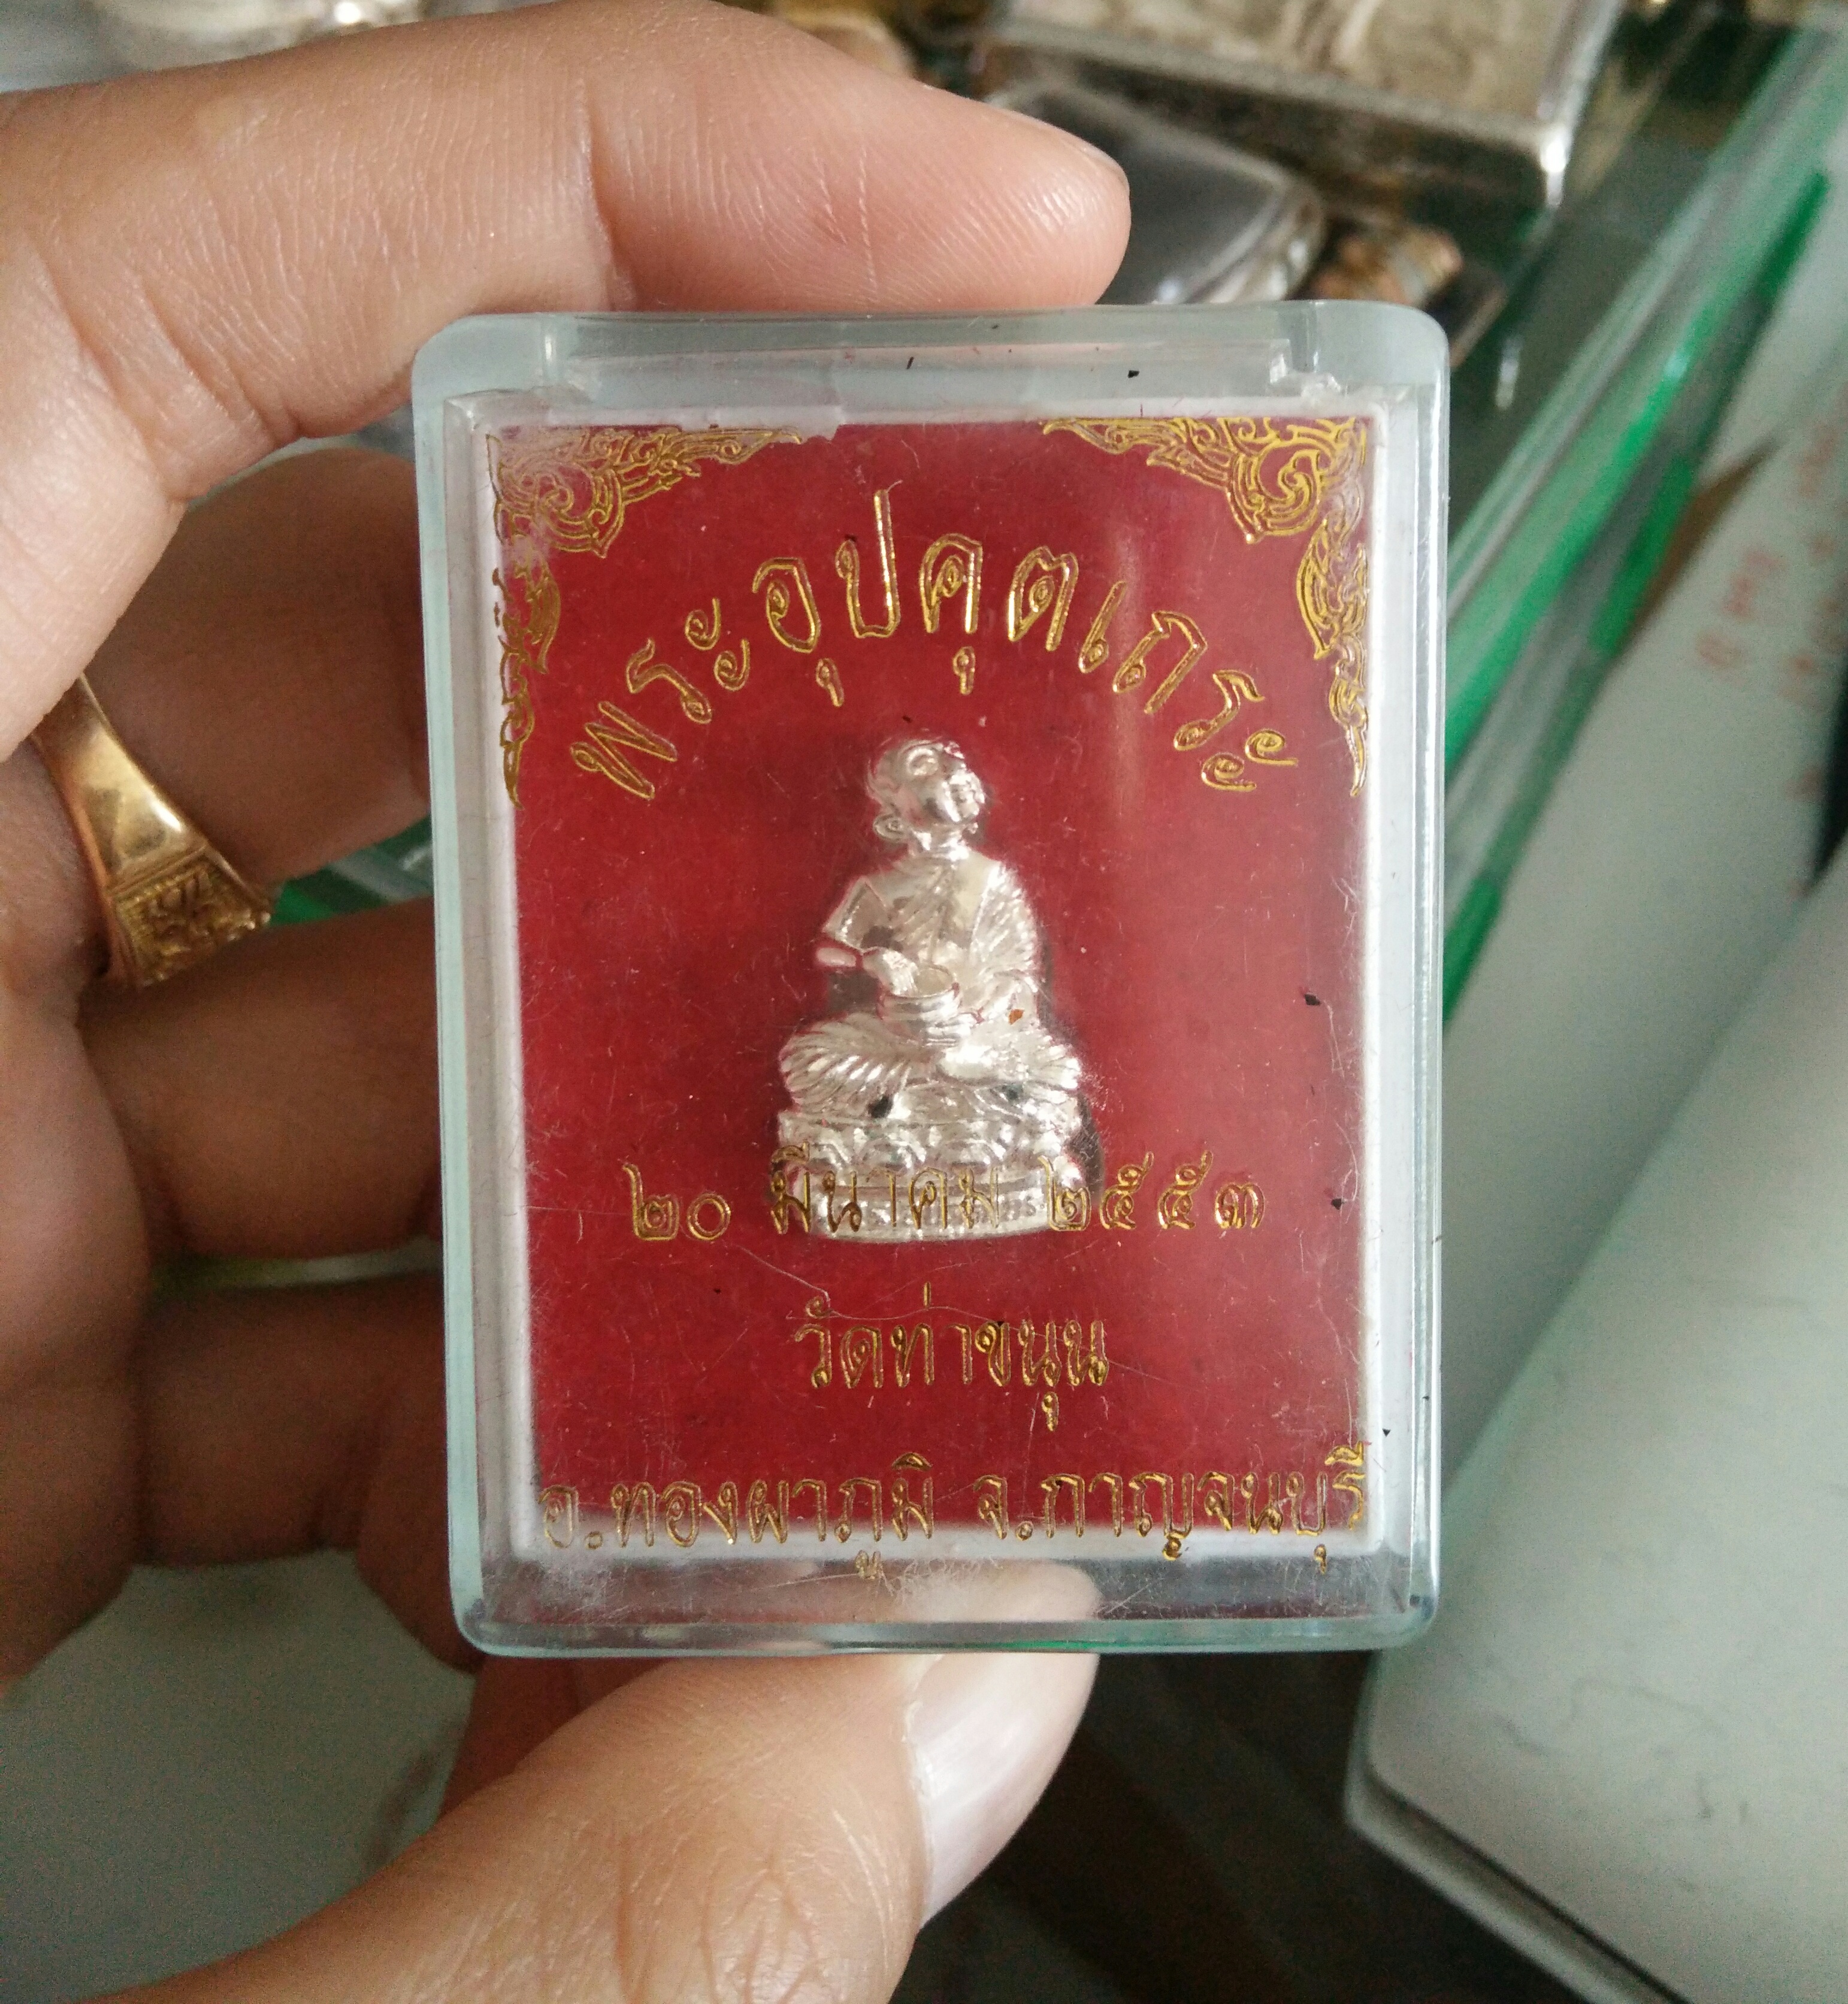 พระอุปคุตเถระ
๒๐ มีนาคม ๒๕๕๓
วัดท่าขนุน
อ.ทองผาภูมิ จ.กาญจนบุรี